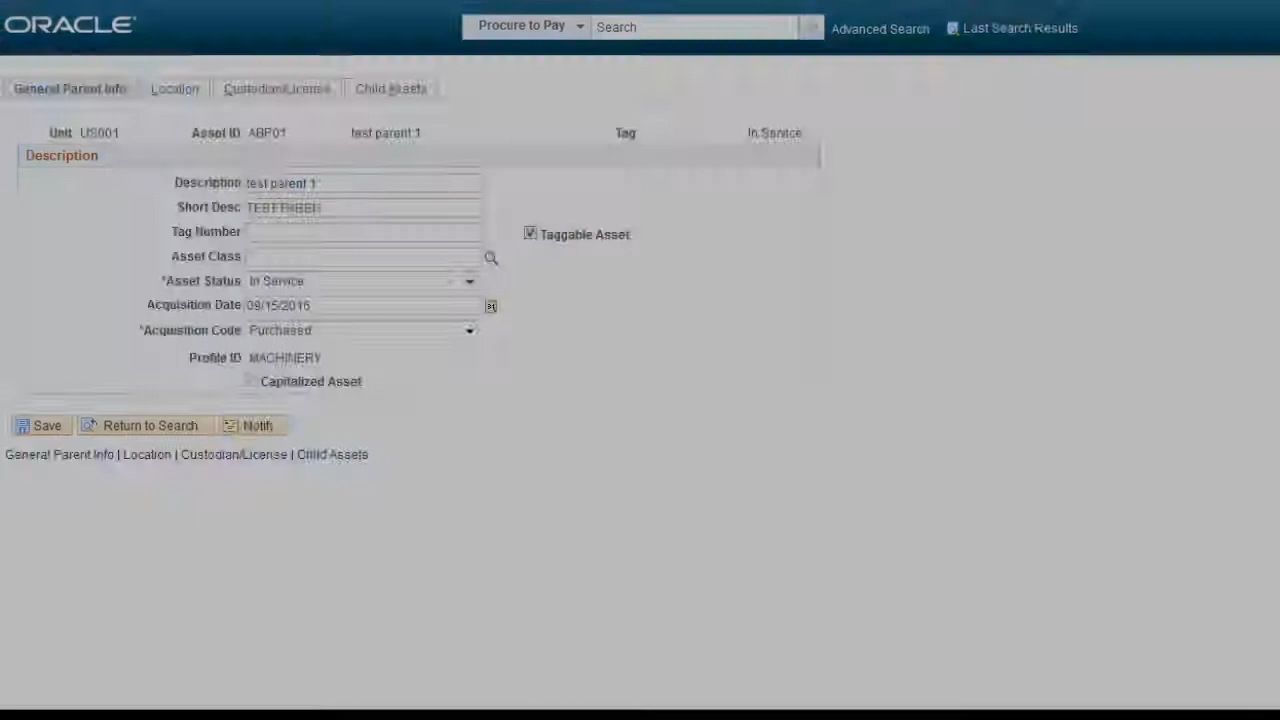 ORACLE
Procure to Pay Search Advanced Search Last Search Results
General Parent Info Location Custodian/License Child Assets
Unit US001 Asset ID ABP01 test parent 1 Tag In Service
Description
Description test parent 1
Short Desc
Tag Number Taggable Asset
Asset Class
*Asset Status In Service
Acquisition Date 09/15/2016
*Acquisition Code Purchased
Profile ID MACHINERY
Capitalized Asset
Save Return to Search Notify
General Parent Info | Location | Custodian/License | Child Assets